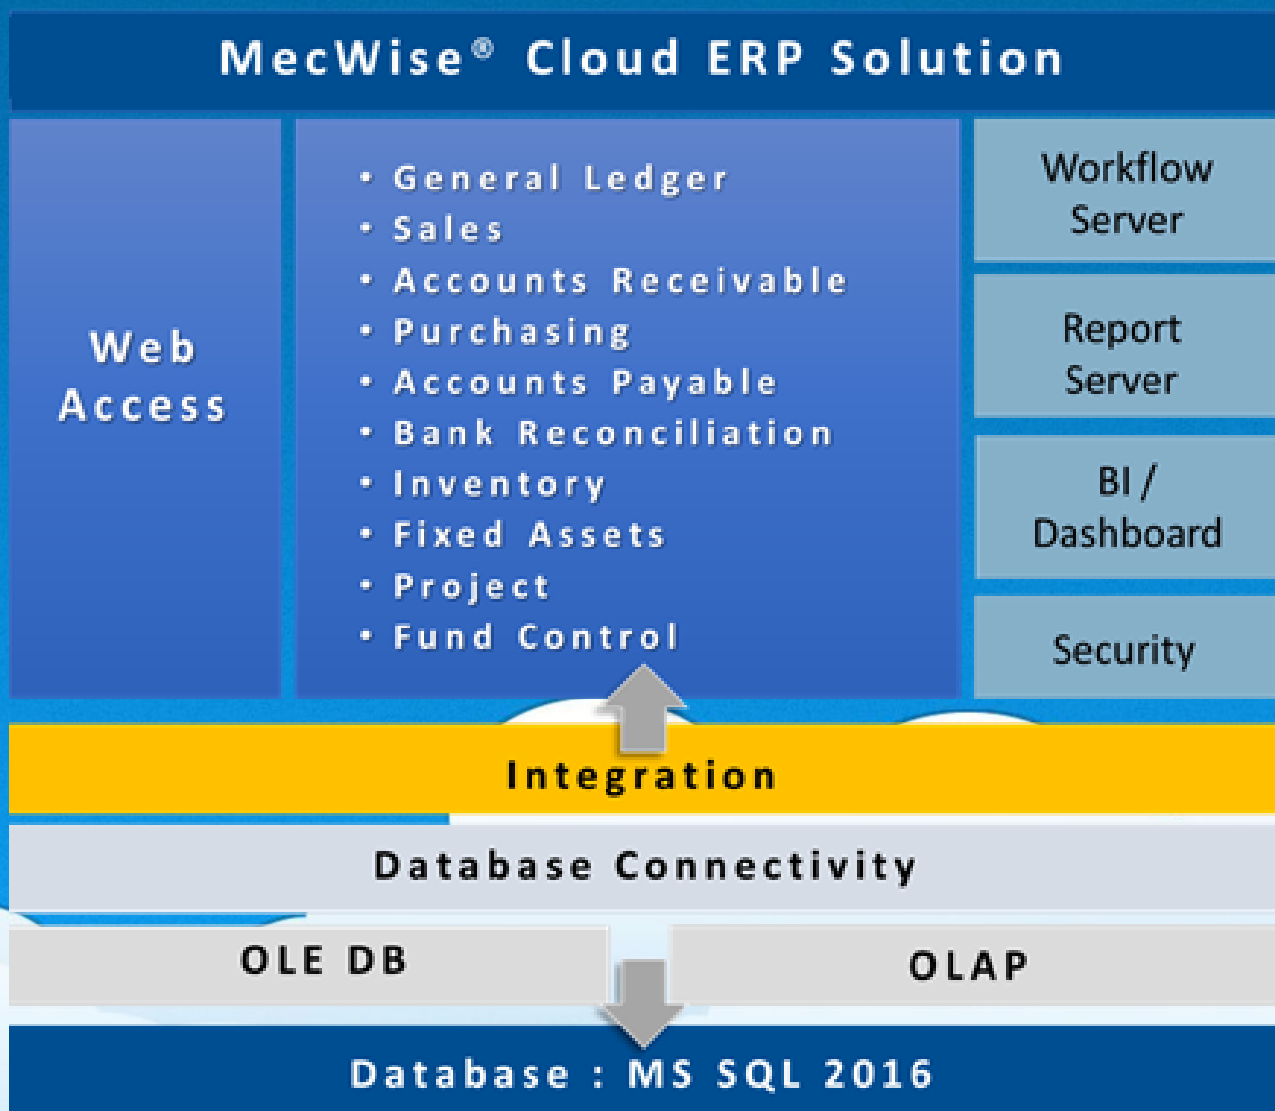 MecWise® Cloud ERP Solution
Web
Access
• General Ledger
• Sales
• Accounts Receivable
• Purchasing
• Accounts Payable
• Bank Reconciliation
• Inventory
• Fixed Assets
• Project
• Fund Control
Workflow
Server
Report
Server
BI /
Dashboard
Security
Integration
Database Connectivity
OLE DB
OLAP
Database : MS SQL 2016